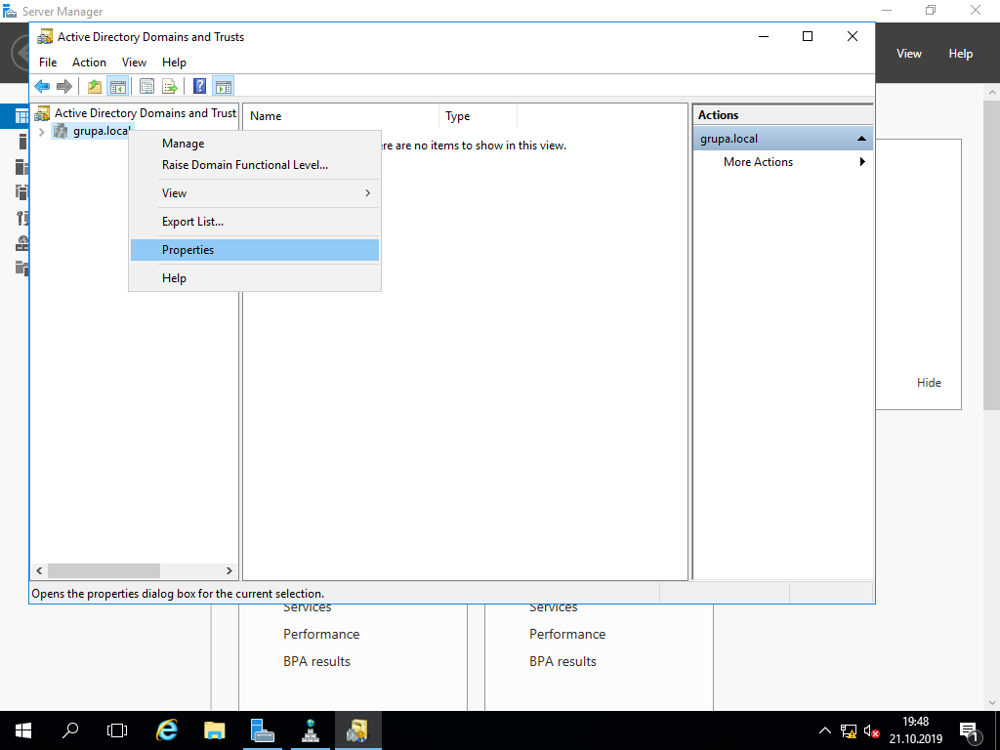 Server Manager
View
Help
Active Directory Domains and Trusts
File
Action
View
Help
Active Directory Domains and Trust
grupa.local
Name
Type
ere are no items to show in this view.
Manage
Raise Domain Functional Level...
View
Export List...
Properties
Help
Actions
grupa.local
More Actions
Hide
Opens the properties dialog box for the current selection.
Services
Performance
BPA results
Services
Performance
BPA results
19:48
21.10.2019
1